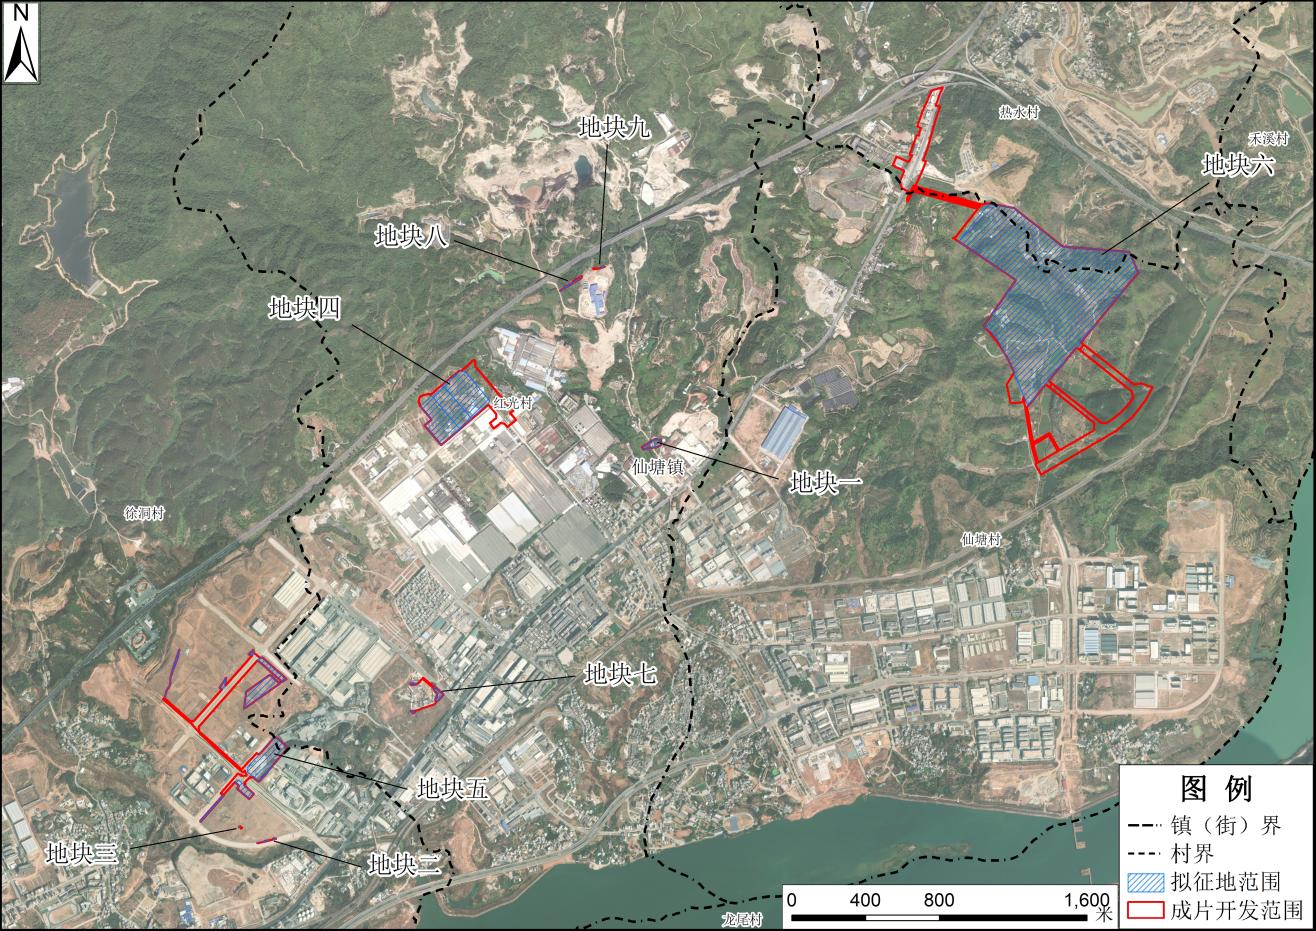 N
热水村
地块九
禾溪村
地块六
地块八
地块四
红光村
仙塘镇
地块一
徐洞村
仙塘村
地块七
地块五
地块三
地块二
龙尾村
图 例
镇（街）界
村界
拟征地范围
成片开发范围
0 400 800 1,600
米